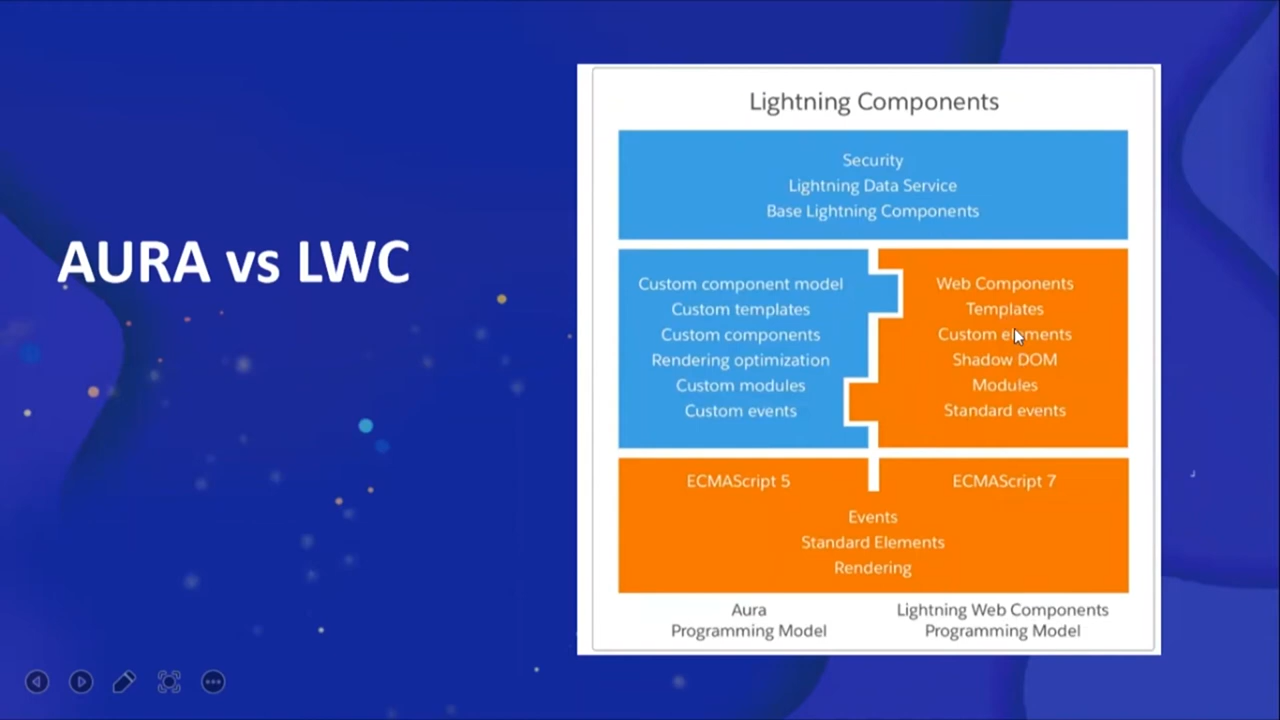 AURA vs LWC
Lightning Components
Security
Lightning Data Service
Base Lightning Components
Custom component model
Custom templates
Custom components
Rendering optimization
Custom modules
Custom events
Web Components
Templates
Custom elements
Shadow DOM
Modules
Standard events
ECMAScript 5
ECMAScript 7
Events
Standard Elements
Rendering
Aura
Programming Model
Lightning Web Components
Programming Model